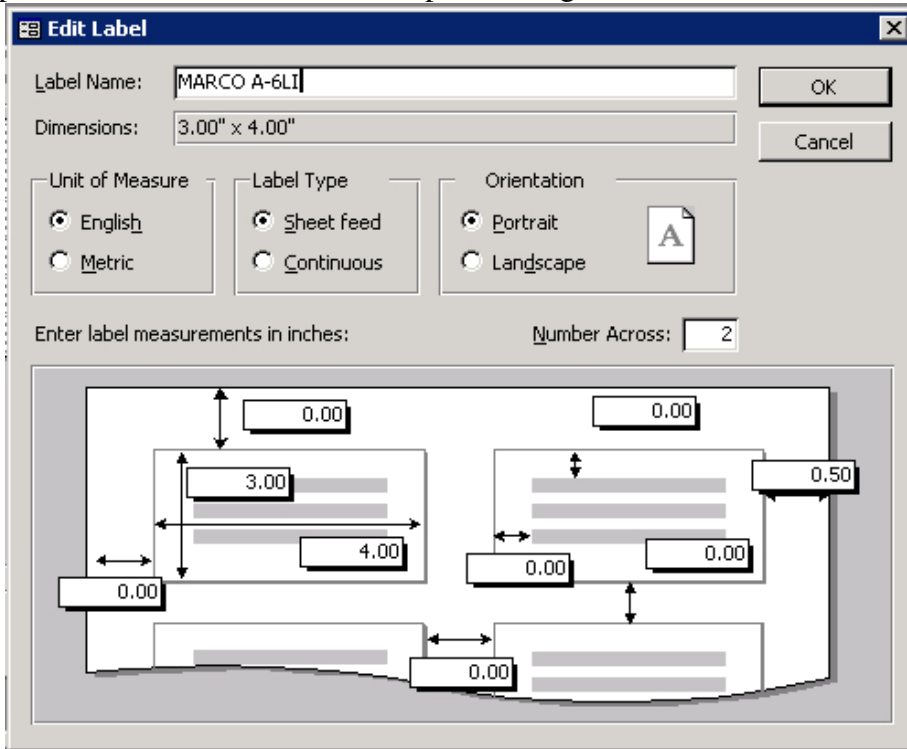 Edit Label
Label Name: MARCO A-6LI OK
Dimensions: 3.00" x 4.00" Cancel
Unit of Measure Label Type Orientation
English Sheet feed Portrait A
Metric Continuous Landscape
Enter label measurements in inches: Number Across: 2
0.00 0.00
3.00 0.50
4.00 0.00 0.00
0.00
0.00